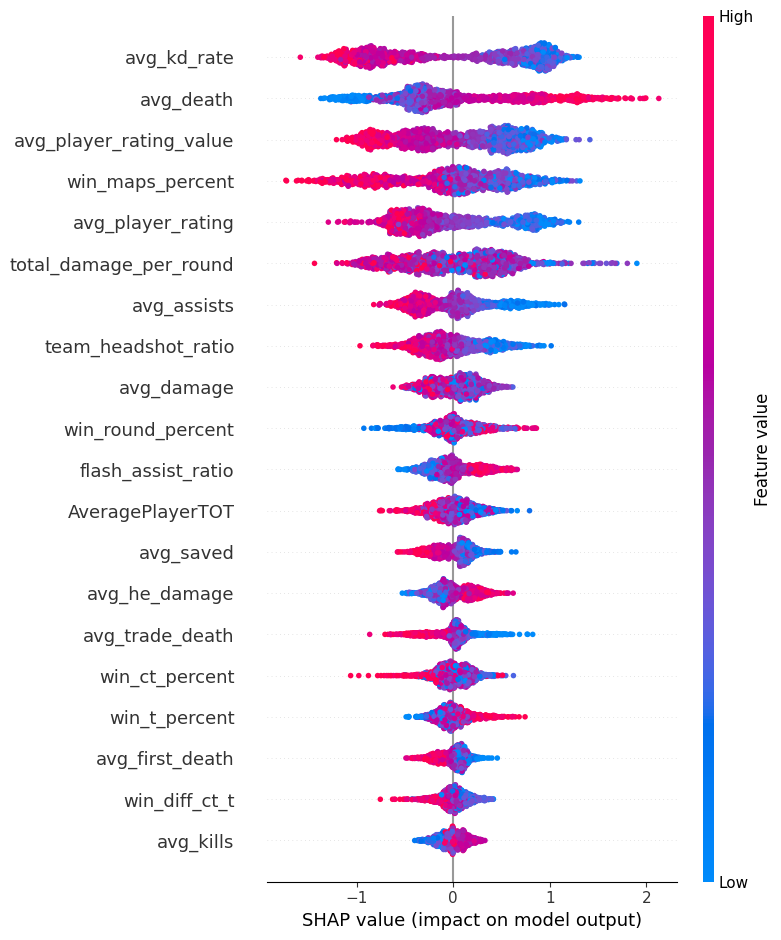 High
avg_kd_rate
avg_death
avg_player_rating_value
win_maps_percent
avg_player_rating
total_damage_per_round
avg_assists
team_headshot_ratio
avg_damage
win_round_percent
flash_assist_ratio
AveragePlayerTOT
avg_saved
avg_he_damage
avg_trade_death
win_ct_percent
win_t_percent
avg_first_death
win_diff_ct_t
avg_kills
Feature value
Low
−1 0 1 2
SHAP value (impact on model output)